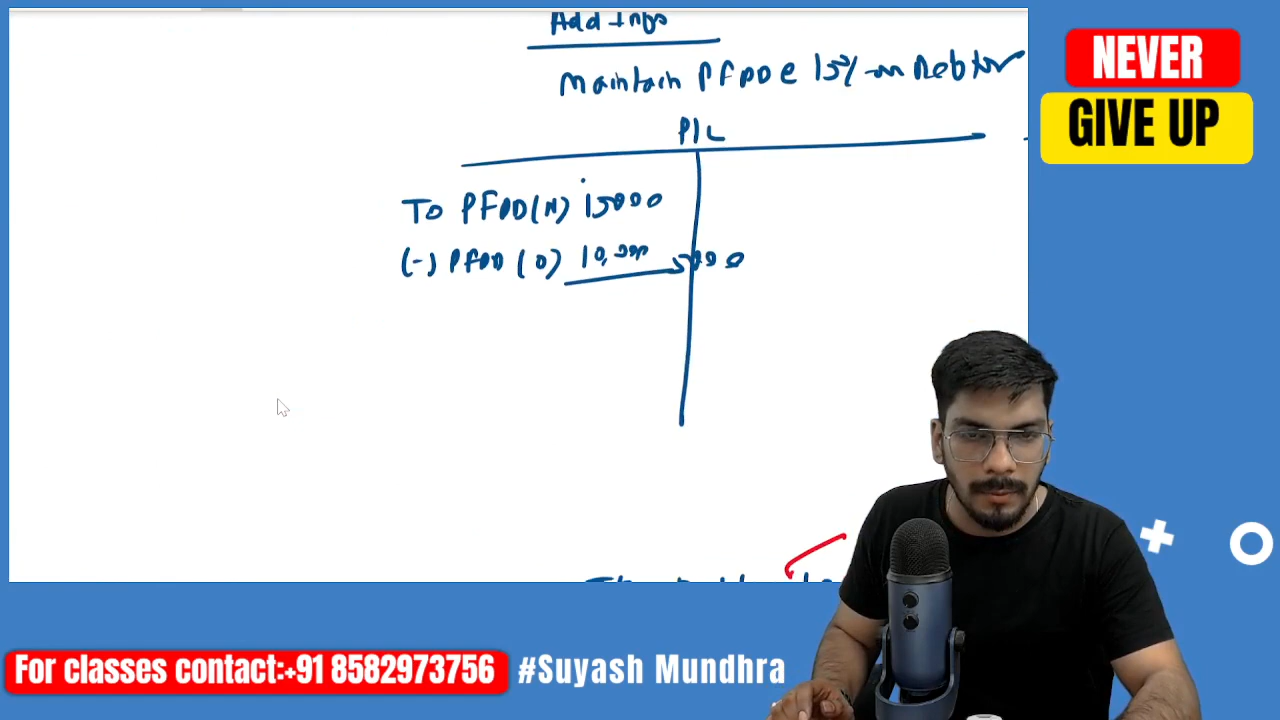 Add Info
Maintain PFDD @ 15% on Debtor
P/L
To PFDD (N) 15000
(-) PFDD (O) 10,000 5000
NEVER
GIVE UP
For classes contact:+91 8582973756 #Suyash Mundhra